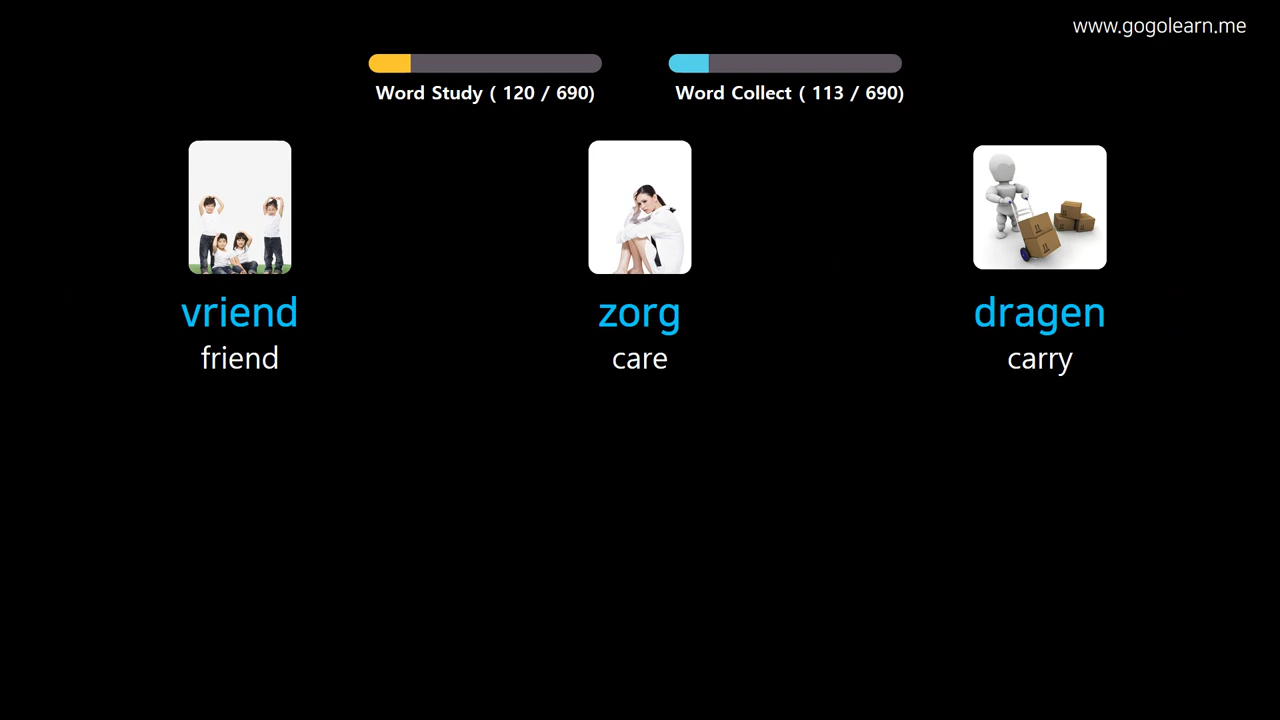 www.gogolearn.me
Word Study ( 120 / 690)
Word Collect ( 113 / 690)
vriend
zorg
dragen
friend
care
carry